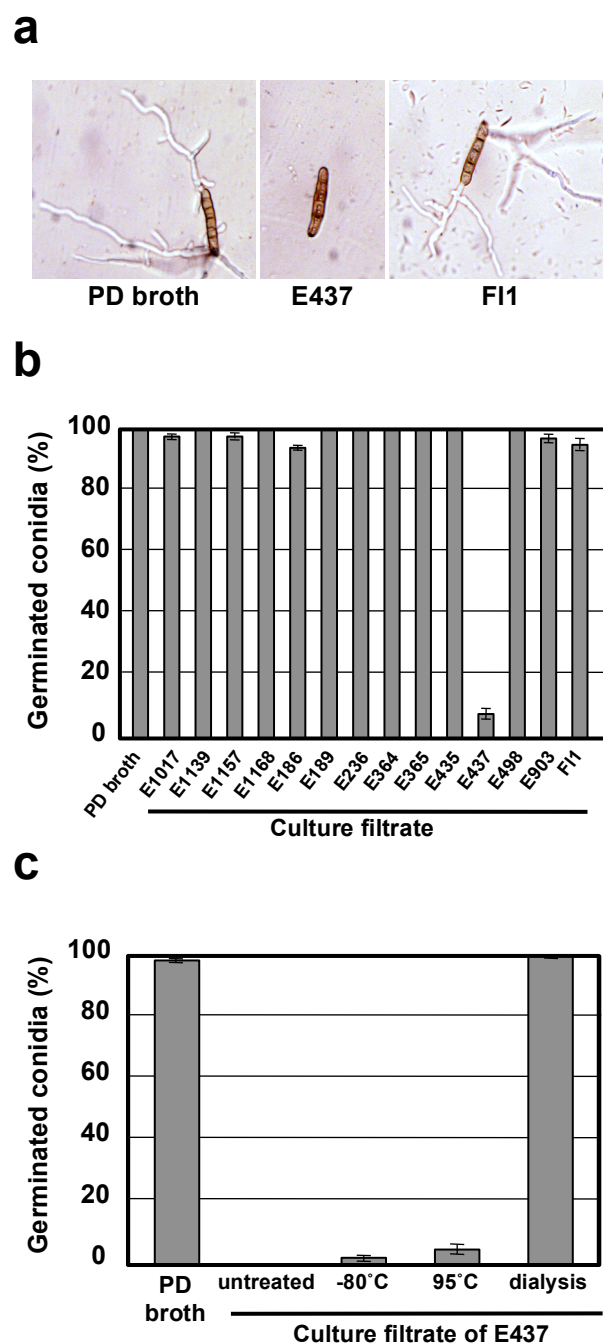 a
PD broth E437 Fl1
b
Germinated conidia (%)
100
80
60
40
20
0
PD broth E1017 E1139 E1157 E1168 E186 E189 E236 E364 E365 E435 E437 E498 E903 Fl1
Culture filtrate
c
Germinated conidia (%)
100
80
60
40
20
0
PD broth untreated -80˚C 95˚C dialysis
Culture filtrate of E437